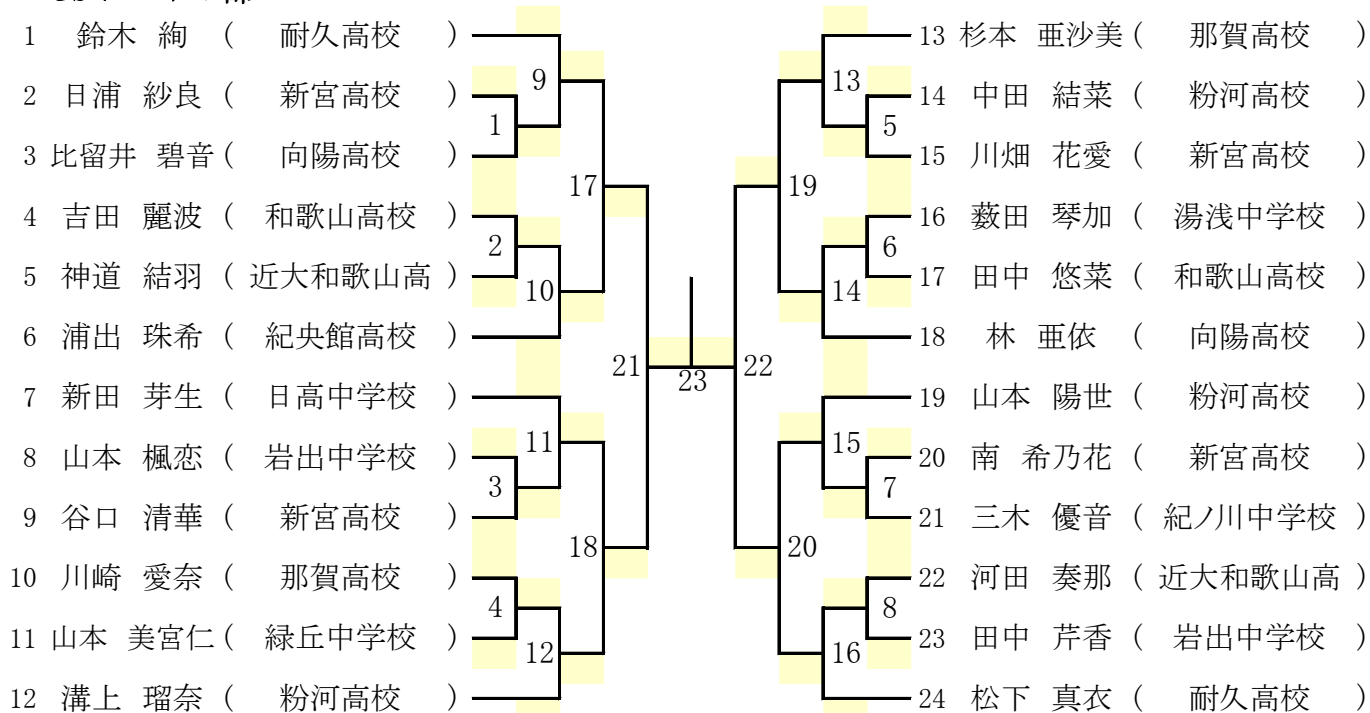 1 鈴木 絢 ( 耐久高校 )
2 日浦 紗良 ( 新宮高校 )
3 比留井 碧音 ( 向陽高校 )
4 吉田 麗波 ( 和歌山高校 )
5 神道 結羽 ( 近大和歌山高 )
6 浦出 珠希 ( 紀央館高校 )
7 新田 芽生 ( 日高中学校 )
8 山本 楓恋 ( 岩出中学校 )
9 谷口 清華 ( 新宮高校 )
10 川崎 愛奈 ( 那賀高校 )
11 山本 美宮仁 ( 緑丘中学校 )
12 溝上 瑠奈 ( 粉河高校 )
9
1
17
2
10
21
11
3
18
4
12
23
13
5
19
6
14
22
15
7
20
8
16
13 杉本 亜沙美 ( 那賀高校 )
14 中田 結菜 ( 粉河高校 )
15 川畑 花愛 ( 新宮高校 )
16 薮田 琴加 ( 湯浅中学校 )
17 田中 悠菜 ( 和歌山高校 )
18 林 亜依 ( 向陽高校 )
19 山本 陽世 ( 粉河高校 )
20 南 希乃花 ( 新宮高校 )
21 三木 優音 ( 紀ノ川中学校 )
22 河田 奏那 ( 近大和歌山高 )
23 田中 芹香 ( 岩出中学校 )
24 松下 真衣 ( 耐久高校 )